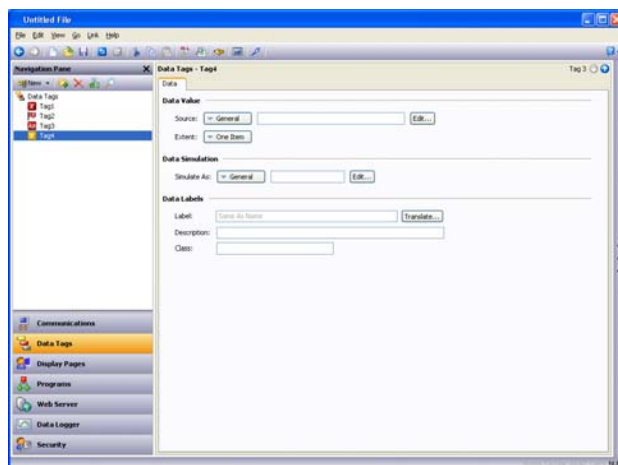 Untitled File
File Edit View Go Link Help
Navigation Pane
New
Data Tags
Tag1
Tag2
Tag3
Tag4
Communications
Data Tags
Display Pages
Programs
Web Server
Data Logger
Security
Data Tags - Tag4
Tag 3
Data
Data Value
Source: General Edit...
Extent: One Item
Data Simulation
Simulate As: General Edit...
Data Labels
Label: Same As Name Translate...
Description:
Class: